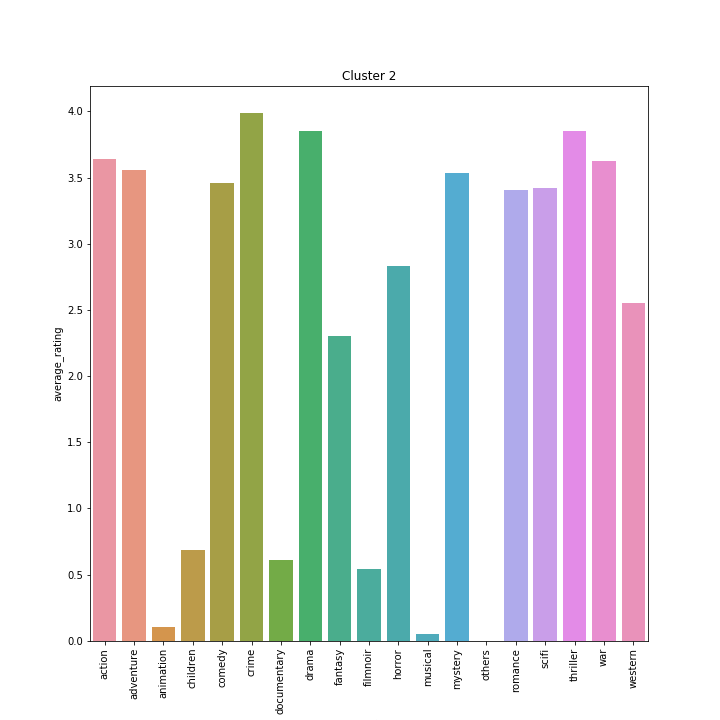 Cluster 2
average_rating
4.0
3.5
3.0
2.5
2.0
1.5
1.0
0.5
0.0
action
adventure
animation
children
comedy
crime
documentary
drama
fantasy
filmnoir
horror
musical
mystery
others
romance
scifi
thriller
war
western